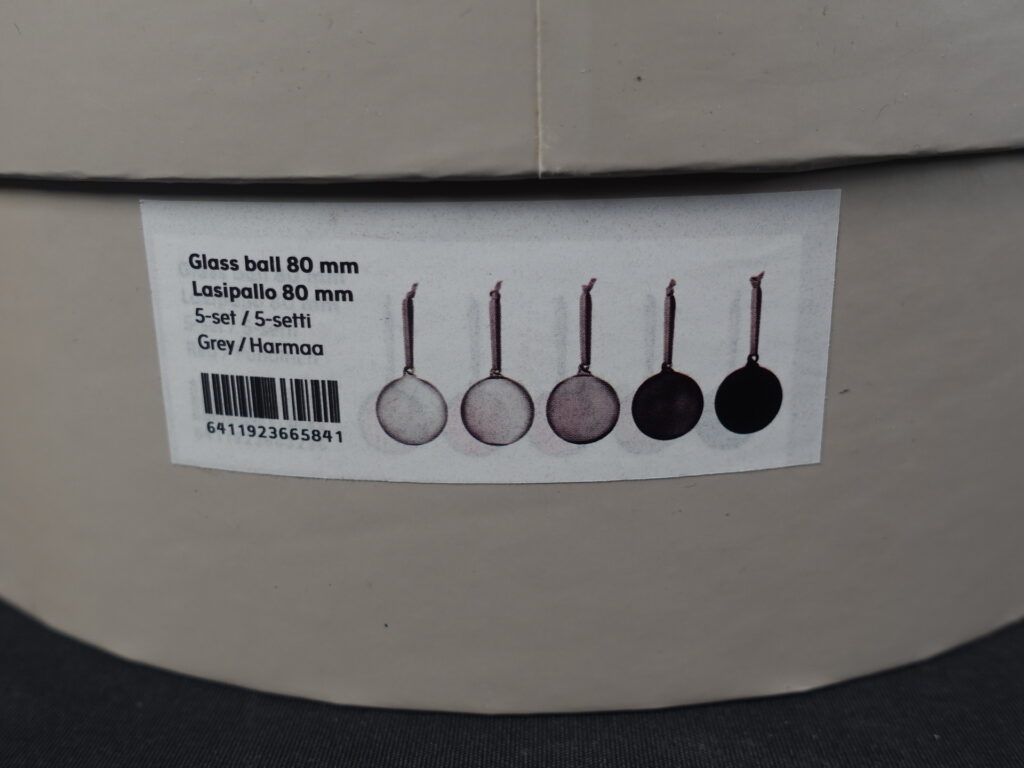 Glass ball 80 mm
Lasipallo 80 mm
5-set / 5-setti
Grey / Harmaa
6411923665841